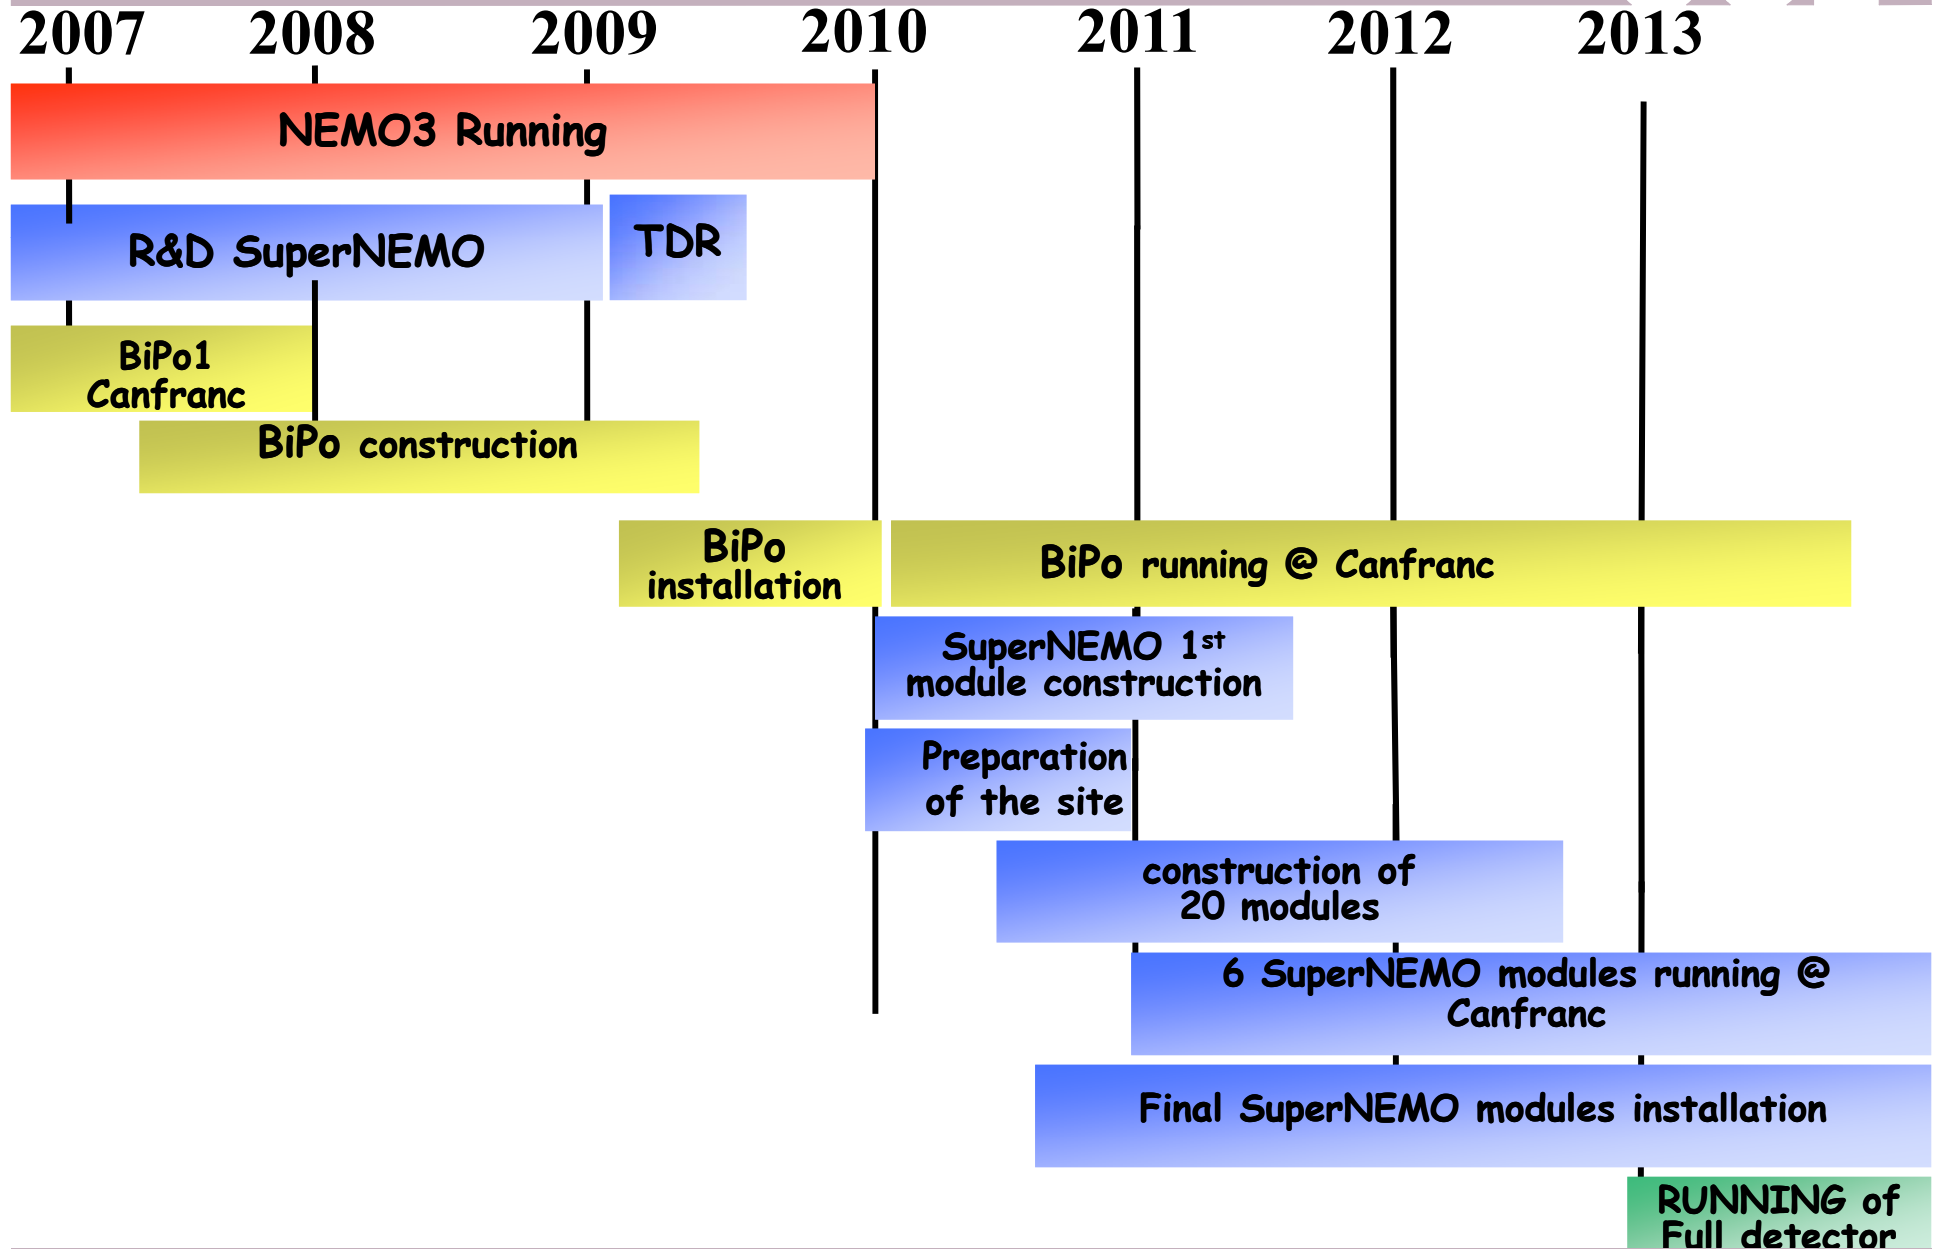 2007 2008 2009 2010 2011 2012 2013
NEMO3 Running
R&D SuperNEMO
TDR
BiPo1
Canfranc
BiPo construction
BiPo
installation
BiPo running @ Canfranc
SuperNEMO 1st
module construction
Preparation
of the site
construction of
20 modules
6 SuperNEMO modules running @
Canfranc
Final SuperNEMO modules installation
RUNNING of
Full detector